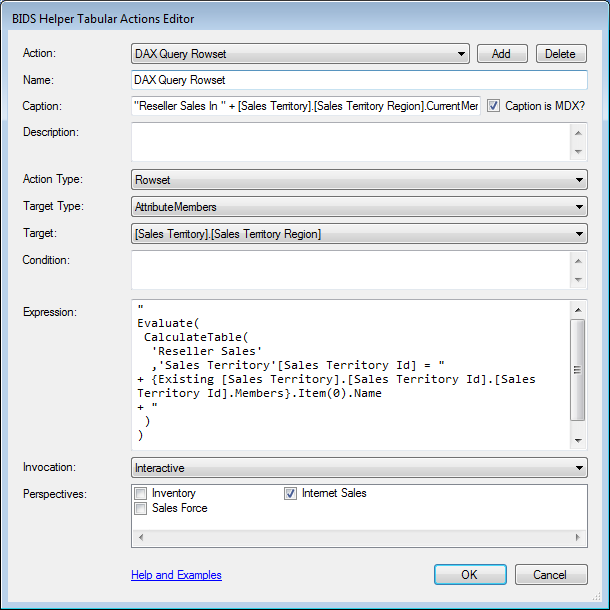 BIDS Helper Tabular Actions Editor
Action: DAX Query Rowset Add Delete
Name: DAX Query Rowset
Caption: "Reseller Sales In " + [Sales Territory].[Sales Territory Region].CurrentMer Caption is MDX?
Description:
Action Type: Rowset
Target Type: AttributeMembers
Target: [Sales Territory].[Sales Territory Region]
Condition:
Expression: "
Evaluate(
CalculateTable(
'Reseller Sales'
,'Sales Territory'[Sales Territory Id] = "
+ {Existing [Sales Territory].[Sales Territory Id].[Sales
Territory Id].Members}.Item(0).Name
+ "
)
)
Invocation: Interactive
Perspectives: Inventory Internet Sales
Sales Force
Help and Examples OK Cancel